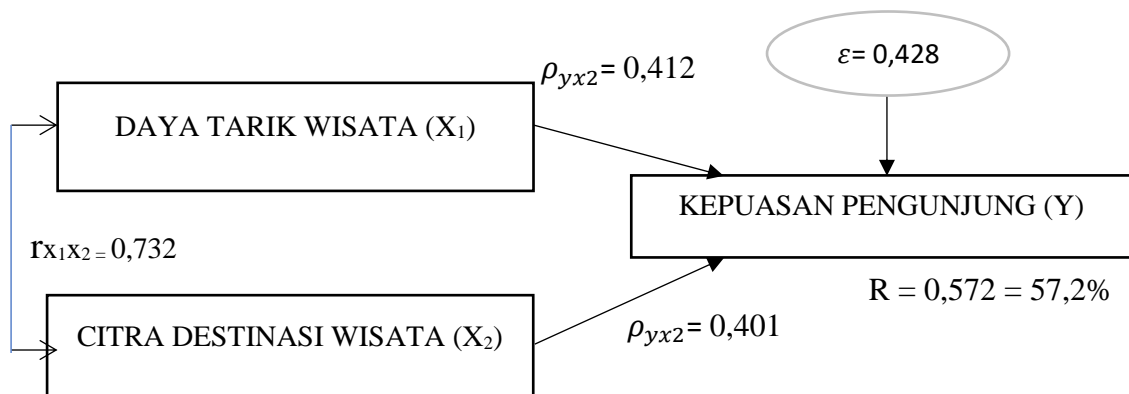 ε= 0,428
ρyx2= 0,412
DAYA TARIK WISATA (X₁)
KEPUASAN PENGUNJUNG (Y)
rx₁x₂ = 0,732
R = 0,572 = 57,2%
CITRA DESTINASI WISATA (X₂)
ρyx2= 0,401